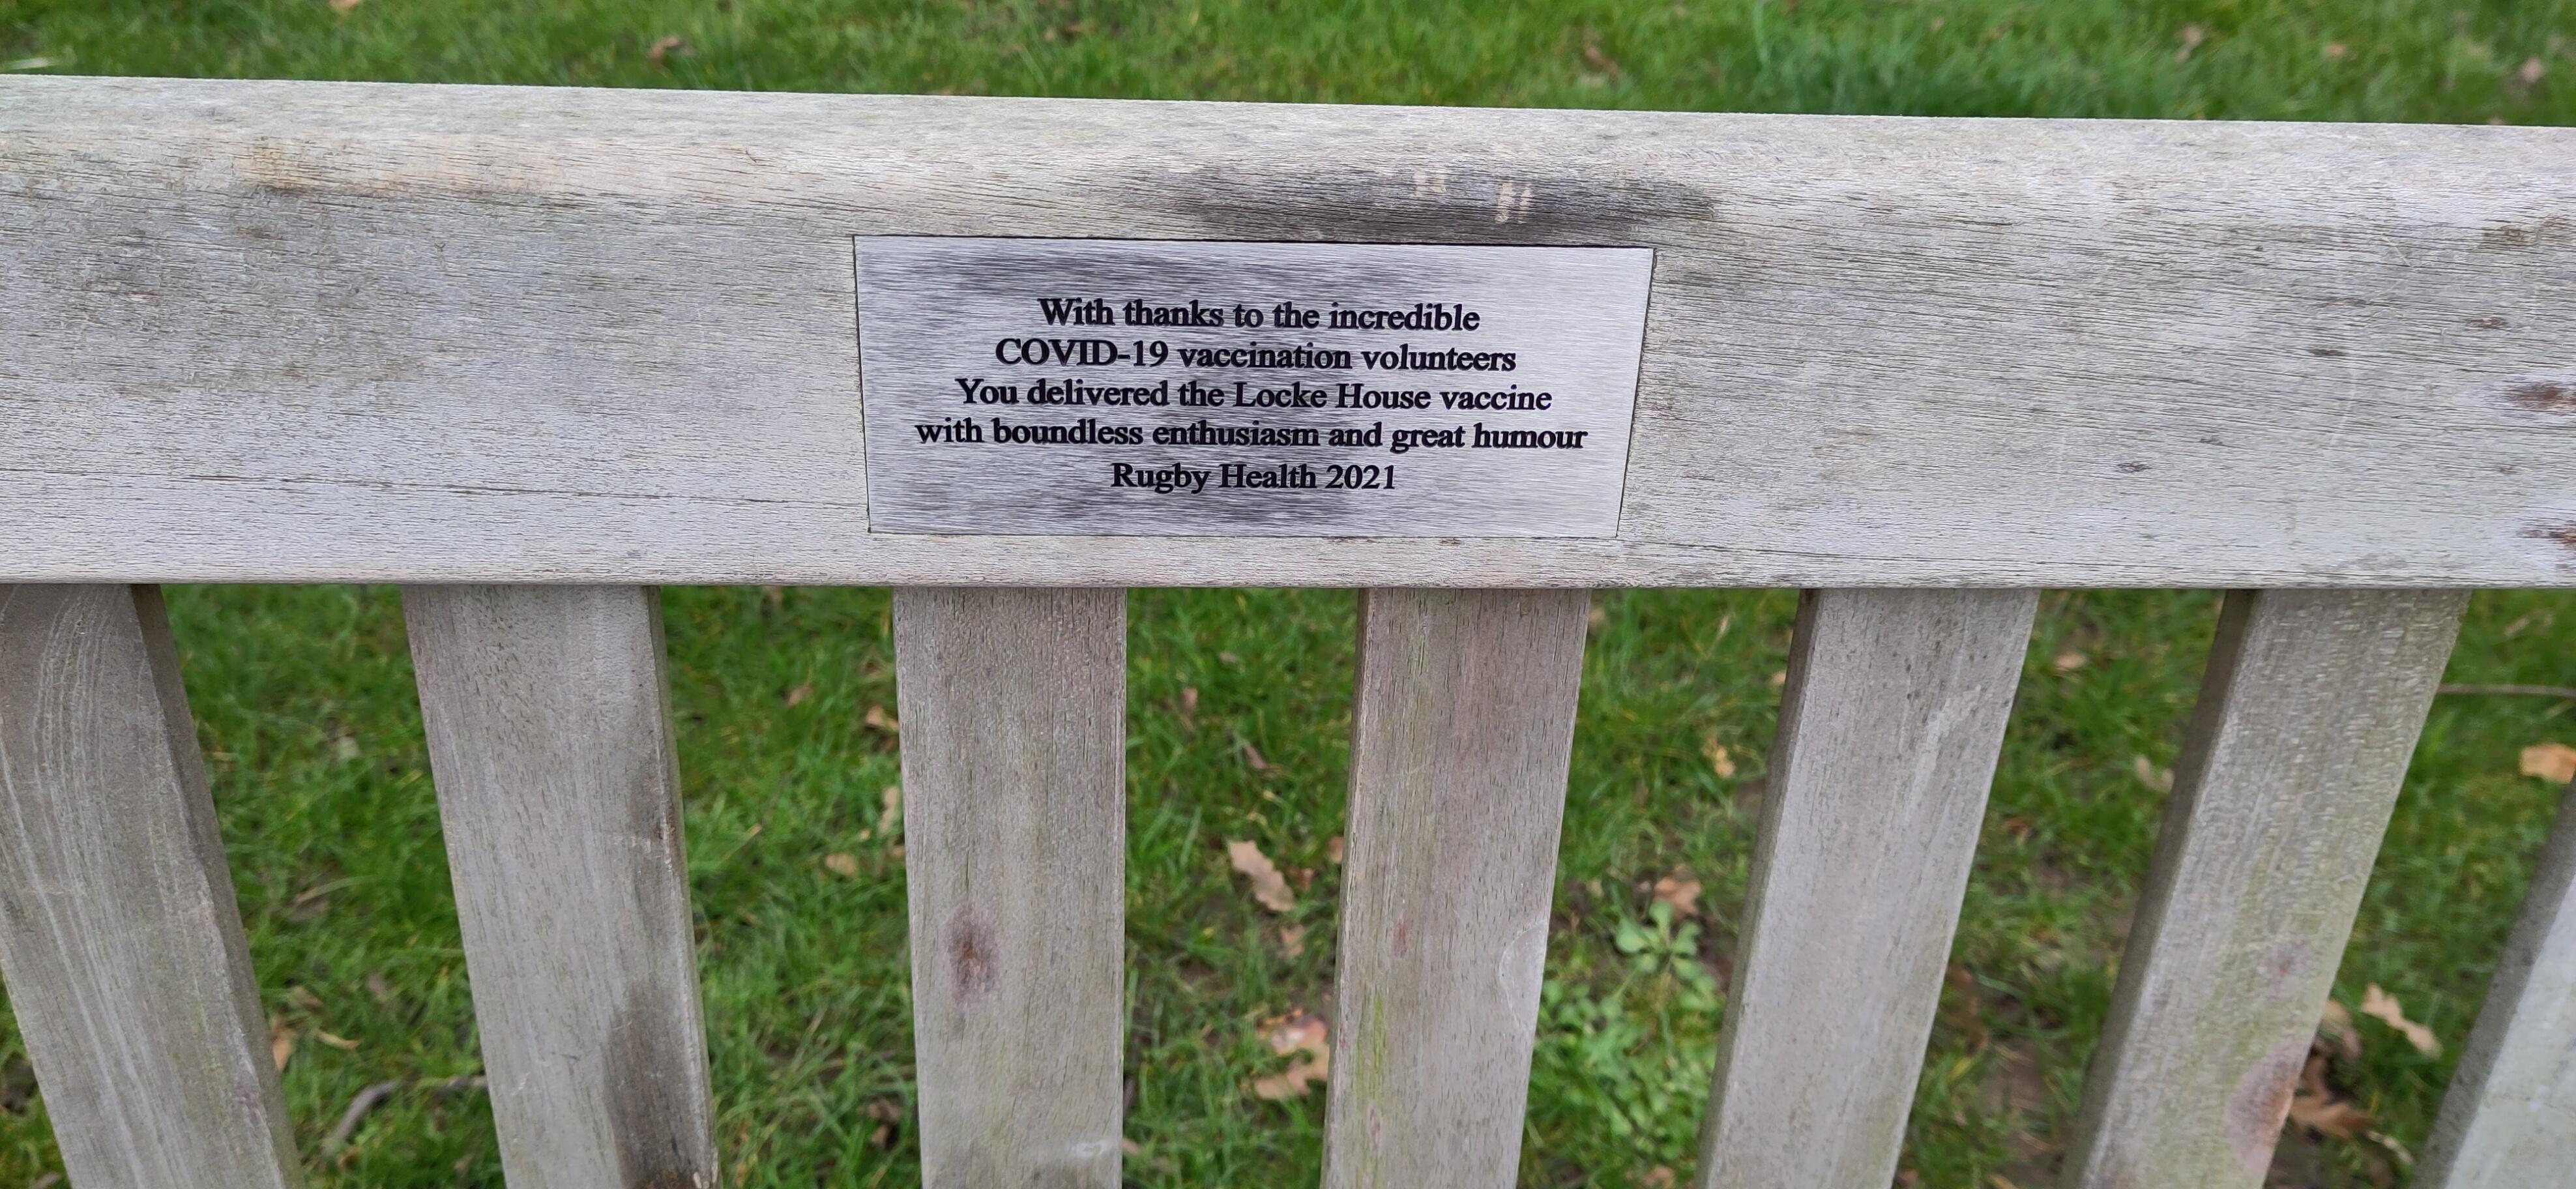 With thanks to the incredible
COVID-19 vaccination volunteers
You delivered the Locke House vaccine
with boundless enthusiasm and great humour
Rugby Health 2021